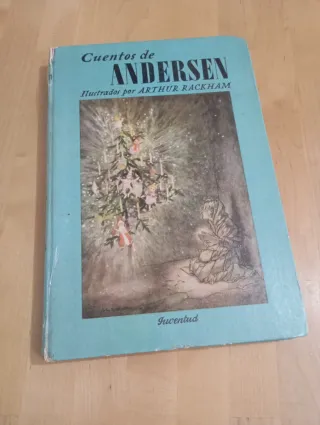 Cuentos de
ANDERSEN
Ilustrados por ARTHUR RACKHAM
Juventud